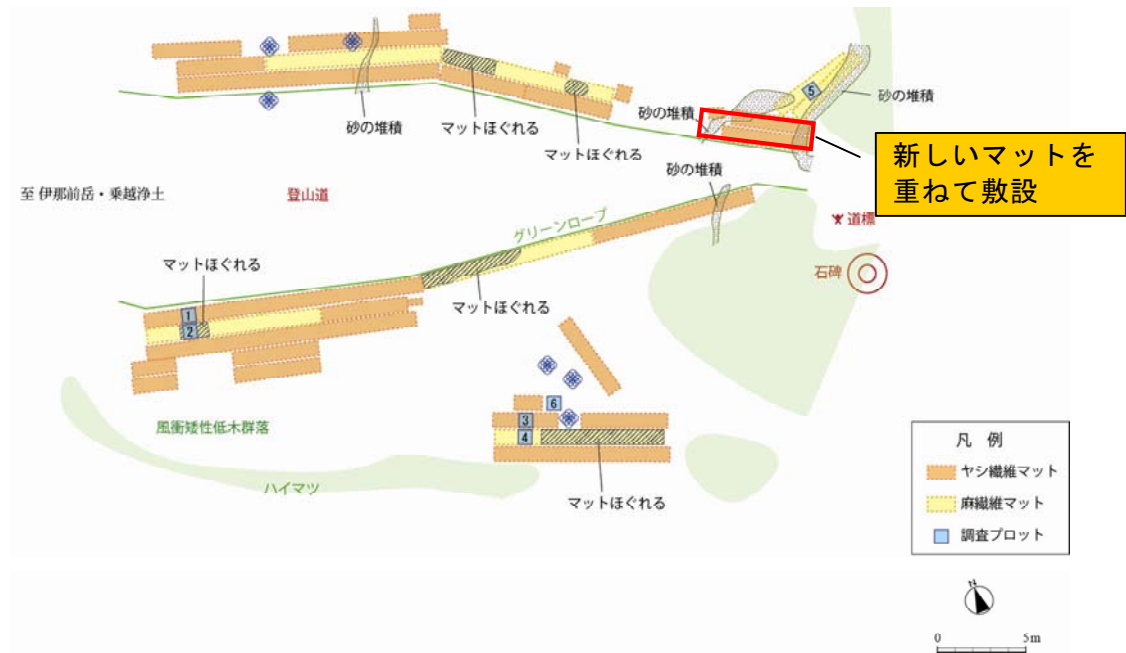 砂の堆積
マットほぐれる
マットほぐれる
砂の堆積
5
砂の堆積
新しいマットを
重ねて敷設
砂の堆積
至 伊那前岳・乗越浄土
登山道
グリーンロープ
道標
石碑
マットほぐれる
マットほぐれる
1
2
6
3
4
風衝矮性低木群落
ハイマツ
マットほぐれる
凡 例
ヤシ繊維マット
麻繊維マット
調査プロット
N
0 5m